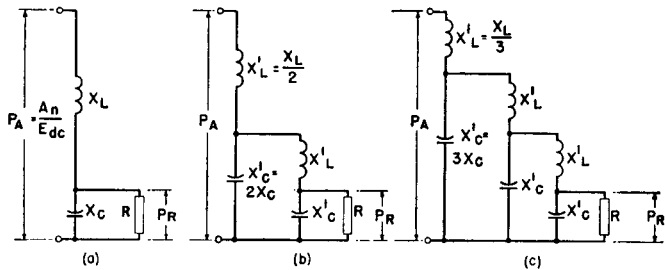 P_A = A_n / E_dc
X_L
X_C
R
P_R
(a)
P_A
X'_L = X_L / 2
X'_L
X'_C = 2X_C
X'_C
R
P_R
(b)
P_A
X'_L = X_L / 3
X'_L
X'_L
X'_C = 3X_C
X'_C
X'_C
R
P_R
(c)